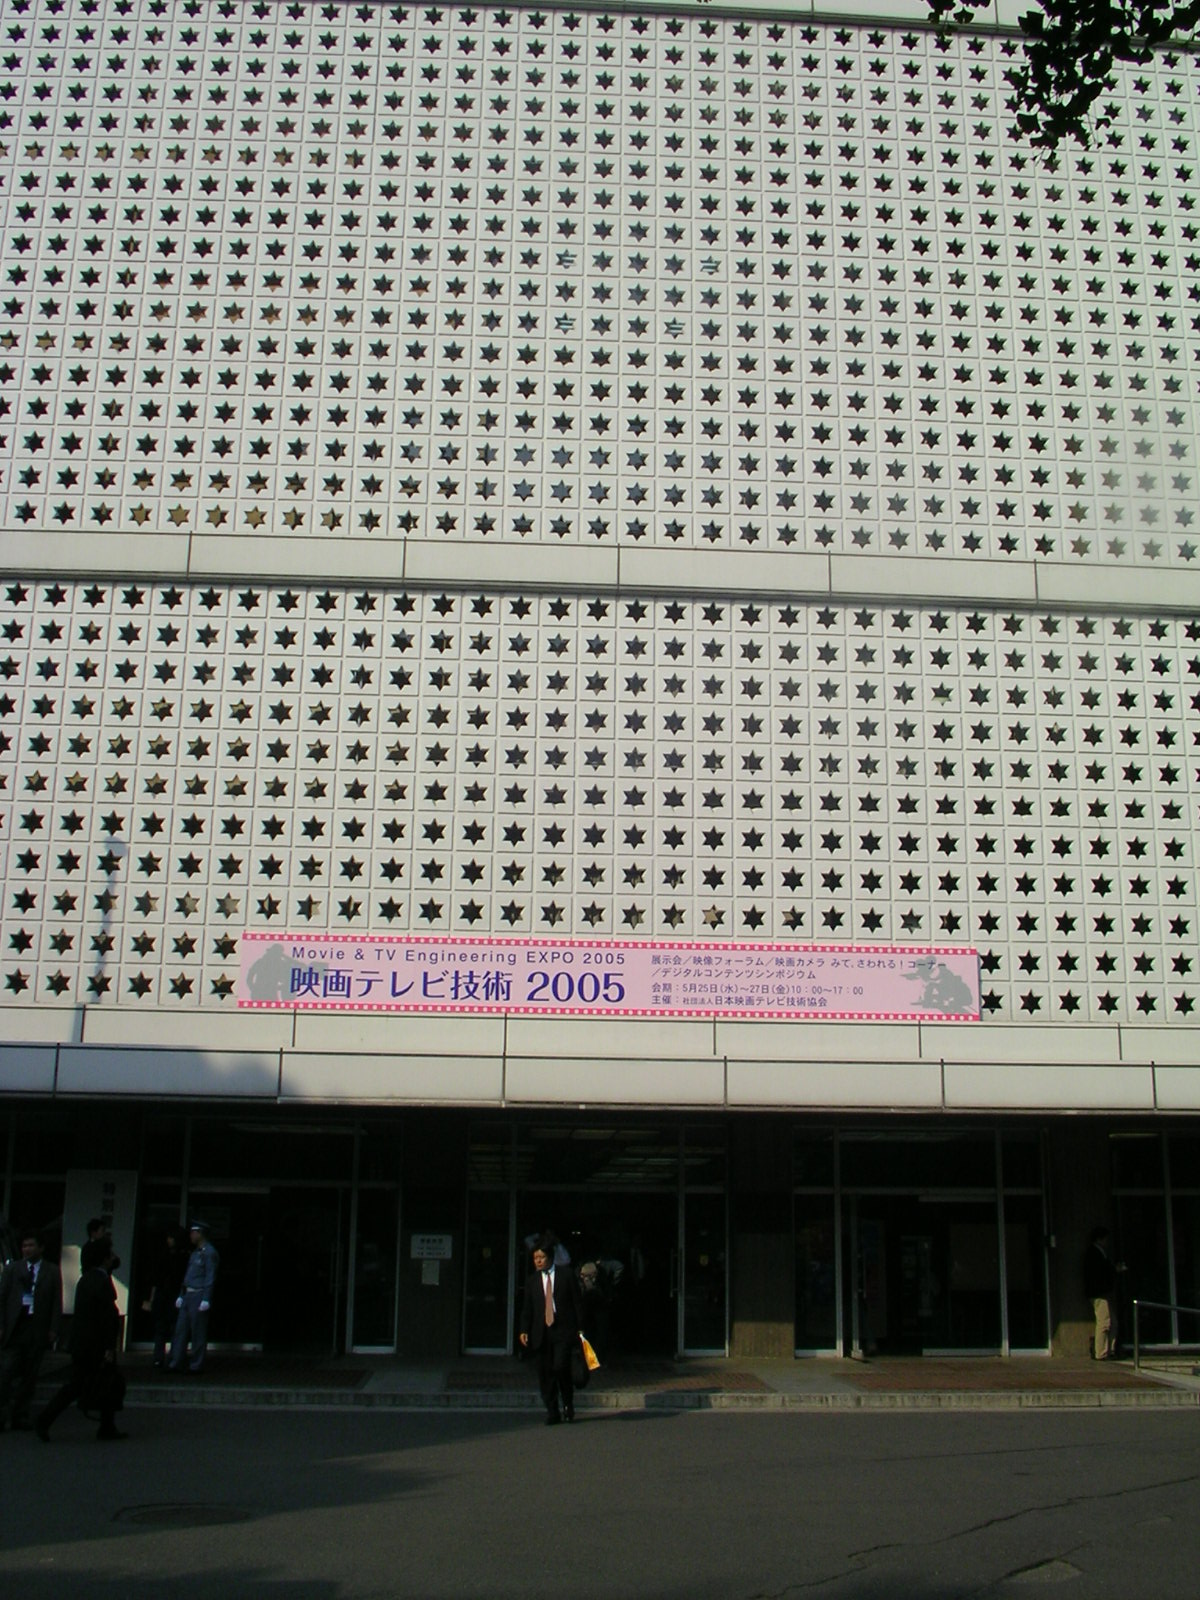 Movie & TV Engineering EXPO 2005
映画テレビ技術 2005
展示会／映像フォーラム／映画カメラ みて、さわれる！コーナー
／デジタルコンテンツシンポジウム
会期：5月25日(水)〜27日(金)10：00〜17：00
主催：社団法人日本映画テレビ技術協会
特別